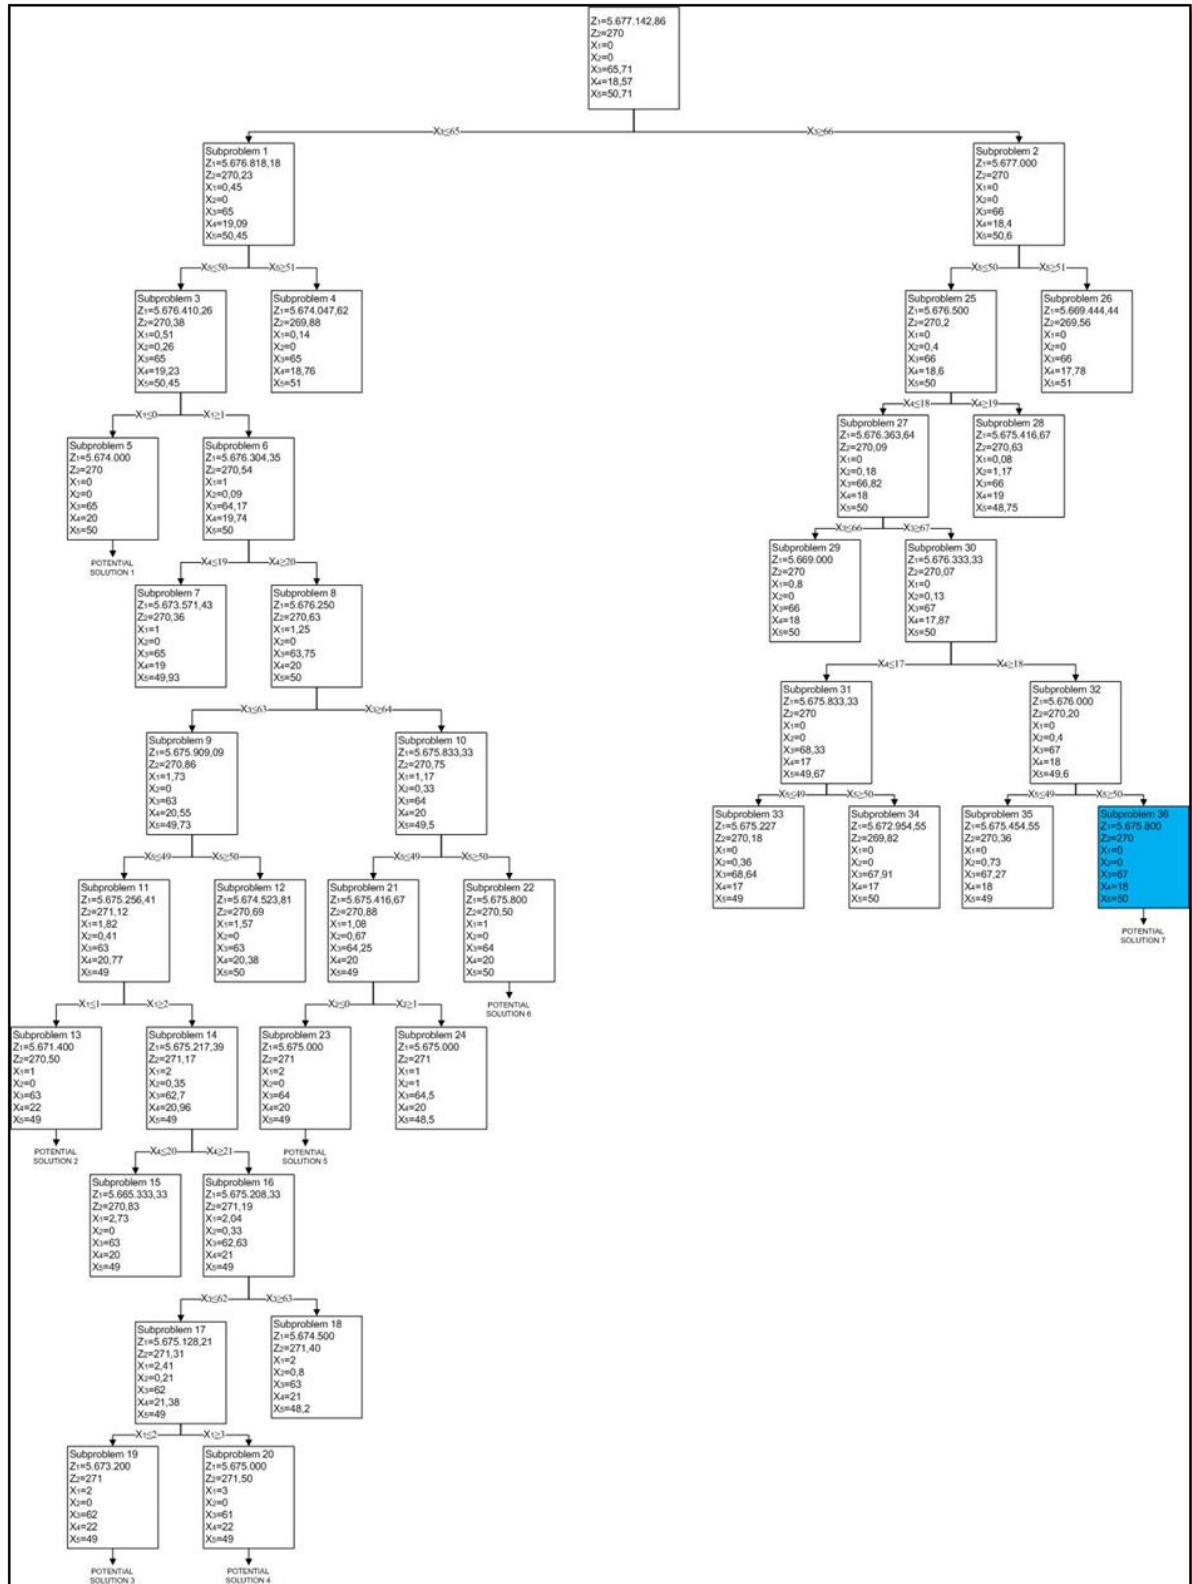 Z1=5.677.142,86
Z2=270
X1=0
X2=0
X3=65,71
X4=18,57
X5=50,71
X3≤65
X3≥66
Subproblem 1
Z1=5.676.818,18
Z2=270,23
X1=0,45
X2=0
X3=65
X4=19,09
X5=50,45
Subproblem 2
Z1=5.677.000
Z2=270
X1=0
X2=0
X3=66
X4=18,4
X5=50,6
X5≤50
X5≥51
X5≤50
X5≥51
Subproblem 3
Z1=5.676.410,26
Z2=270,38
X1=0,51
X2=0,26
X3=65
X4=19,23
X5=50,45
Subproblem 4
Z1=5.674.047,62
Z2=269,88
X1=0,14
X2=0
X3=65
X4=18,76
X5=51
Subproblem 25
Z1=5.676.500
Z2=270,2
X1=0
X2=0,4
X3=66
X4=18,6
X5=50
Subproblem 26
Z1=5.669.444,44
Z2=269,56
X1=0
X2=0
X3=66
X4=17,78
X5=51
X1≤0
X1≥1
X4≤18
X4≥19
Subproblem 5
Z1=5.674.000
Z2=270
X1=0
X2=0
X3=65
X4=20
X5=50
POTENTIAL
SOLUTION 1
Subproblem 6
Z1=5.676.304,35
Z2=270,54
X1=1
X2=0,09
X3=64,17
X4=19,74
X5=50
Subproblem 27
Z1=5.676.363,64
Z2=270,09
X1=0
X2=0,18
X3=66,82
X4=18
X5=50
Subproblem 28
Z1=5.675.416,67
Z2=270,63
X1=0,08
X2=1,17
X3=66
X4=19
X5=48,75
X4≤19
X4≥20
X3≤66
X3≥67
Subproblem 7
Z1=5.673.571,43
Z2=270,36
X1=1
X2=0
X3=65
X4=19
X5=49,93
Subproblem 8
Z1=5.676.250
Z2=270,63
X1=1,25
X2=0
X3=63,75
X4=20
X5=50
Subproblem 29
Z1=5.669.000
Z2=270
X1=0,8
X2=0
X3=66
X4=18
X5=50
Subproblem 30
Z1=5.676.333,33
Z2=270,07
X1=0
X2=0,13
X3=67
X4=17,87
X5=50
X3≤63
X3≥64
X4≤17
X4≥18
Subproblem 9
Z1=5.675.909,09
Z2=270,86
X1=1,73
X2=0
X3=63
X4=20,55
X5=49,73
Subproblem 10
Z1=5.675.833,33
Z2=270,75
X1=1,17
X2=0,33
X3=64
X4=20
X5=49,5
Subproblem 31
Z1=5.675.833,33
Z2=270
X1=0
X2=0
X3=68,33
X4=17
X5=49,67
Subproblem 32
Z1=5.676.000
Z2=270,20
X1=0
X2=0,4
X3=67
X4=18
X5=49,6
X5≤49
X5≥50
X5≤49
X5≥50
X5≤49
X5≥50
X5≤49
X5≥50
Subproblem 33
Z1=5.675.227
Z2=270,18
X1=0
X2=0,36
X3=68,64
X4=17
X5=49
Subproblem 34
Z1=5.672.954,55
Z2=269,82
X1=0
X2=0
X3=67,91
X4=17
X5=50
Subproblem 35
Z1=5.675.454,55
Z2=270,36
X1=0
X2=0,73
X3=67,27
X4=18
X5=49
Subproblem 36
Z1=5.675.800
Z2=270
X1=0
X2=0
X3=67
X4=18
X5=50
POTENTIAL
SOLUTION 7
Subproblem 11
Z1=5.675.256,41
Z2=271,12
X1=1,82
X2=0,41
X3=63
X4=20,77
X5=49
Subproblem 12
Z1=5.674.523,81
Z2=270,69
X1=1,57
X2=0
X3=63
X4=20,38
X5=50
Subproblem 21
Z1=5.675.416,67
Z2=270,88
X1=1,08
X2=0,67
X3=64,25
X4=20
X5=49
Subproblem 22
Z1=5.675.800
Z2=270,50
X1=1
X2=0
X3=64
X4=20
X5=50
POTENTIAL
SOLUTION 6
X1≤1
X1≥2
X2≤0
X2≥1
Subproblem 13
Z1=5.671.400
Z2=270,50
X1=1
X2=0
X3=63
X4=22
X5=49
POTENTIAL
SOLUTION 2
Subproblem 14
Z1=5.675.217,39
Z2=271,17
X1=2
X2=0,35
X3=62,7
X4=20,96
X5=49
Subproblem 23
Z1=5.675.000
Z2=271
X1=2
X2=0
X3=64
X4=20
X5=49
POTENTIAL
SOLUTION 5
Subproblem 24
Z1=5.675.000
Z2=271
X1=1
X2=1
X3=64,5
X4=20
X5=48,5
X4≤20
X4≥21
Subproblem 15
Z1=5.665.333,33
Z2=270,83
X1=2,73
X2=0
X3=63
X4=20
X5=49
Subproblem 16
Z1=5.675.208,33
Z2=271,19
X1=2,04
X2=0,33
X3=62,63
X4=21
X5=49
X3≤62
X3≥63
Subproblem 17
Z1=5.675.128,21
Z2=271,31
X1=2,41
X2=0,21
X3=62
X4=21,38
X5=49
Subproblem 18
Z1=5.674.500
Z2=271,40
X1=2
X2=0,8
X3=63
X4=21
X5=48,2
X1≤2
X1≥3
Subproblem 19
Z1=5.673.200
Z2=271
X1=2
X2=0
X3=62
X4=22
X5=49
POTENTIAL
SOLUTION 3
Subproblem 20
Z1=5.675.000
Z2=271,50
X1=3
X2=0
X3=61
X4=22
X5=49
POTENTIAL
SOLUTION 4